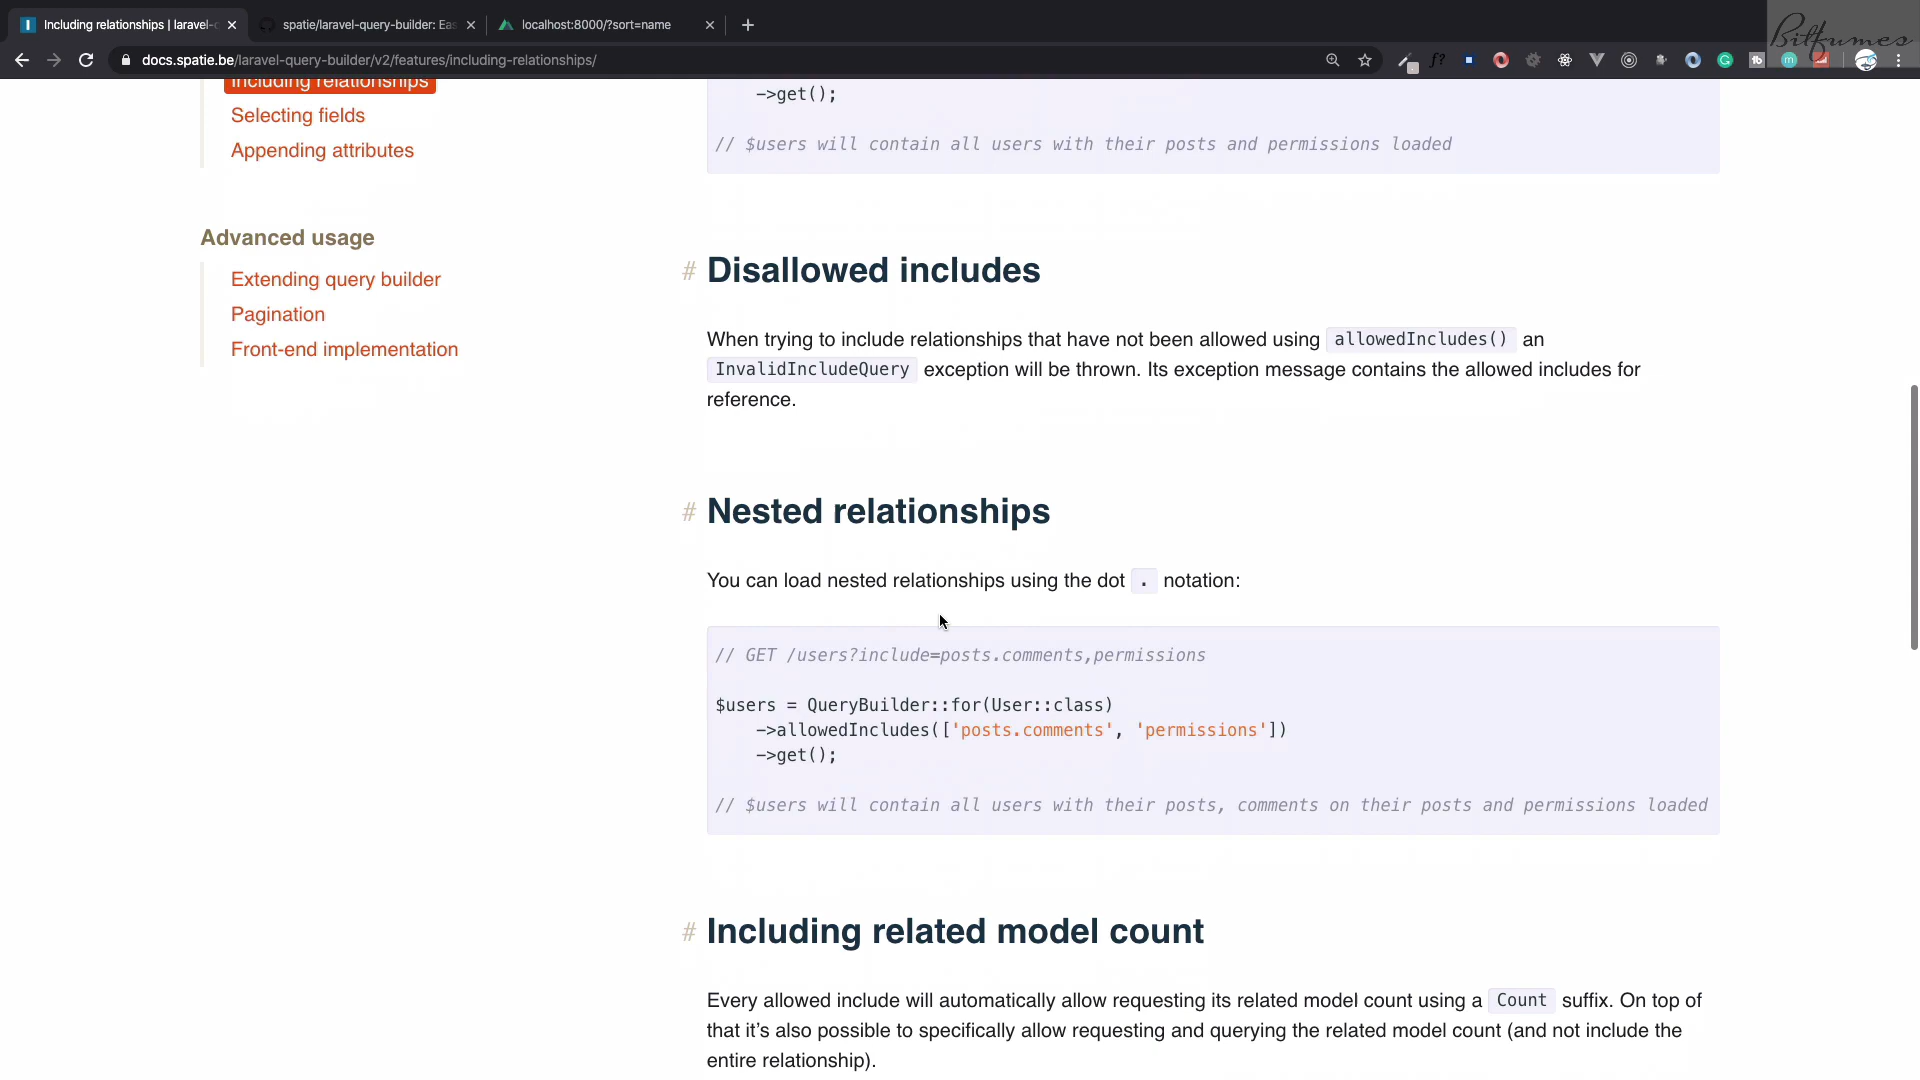 Including relationships | laravel-q
spatie/laravel-query-builder: Eas
localhost:8000/?sort=name
docs.spatie.be/laravel-query-builder/v2/features/including-relationships/
Bitfumes
Including relationships
Selecting fields
Appending attributes
Advanced usage
Extending query builder
Pagination
Front-end implementation
->get();
// $users will contain all users with their posts and permissions loaded
# Disallowed includes
When trying to include relationships that have not been allowed using allowedIncludes() an
InvalidIncludeQuery exception will be thrown. Its exception message contains the allowed includes for
reference.
# Nested relationships
You can load nested relationships using the dot . notation:
// GET /users?include=posts.comments,permissions
$users = QueryBuilder::for(User::class)
->allowedIncludes(['posts.comments', 'permissions'])
->get();
// $users will contain all users with their posts, comments on their posts and permissions loaded
# Including related model count
Every allowed include will automatically allow requesting its related model count using a Count suffix. On top of
that it’s also possible to specifically allow requesting and querying the related model count (and not include the
entire relationship).